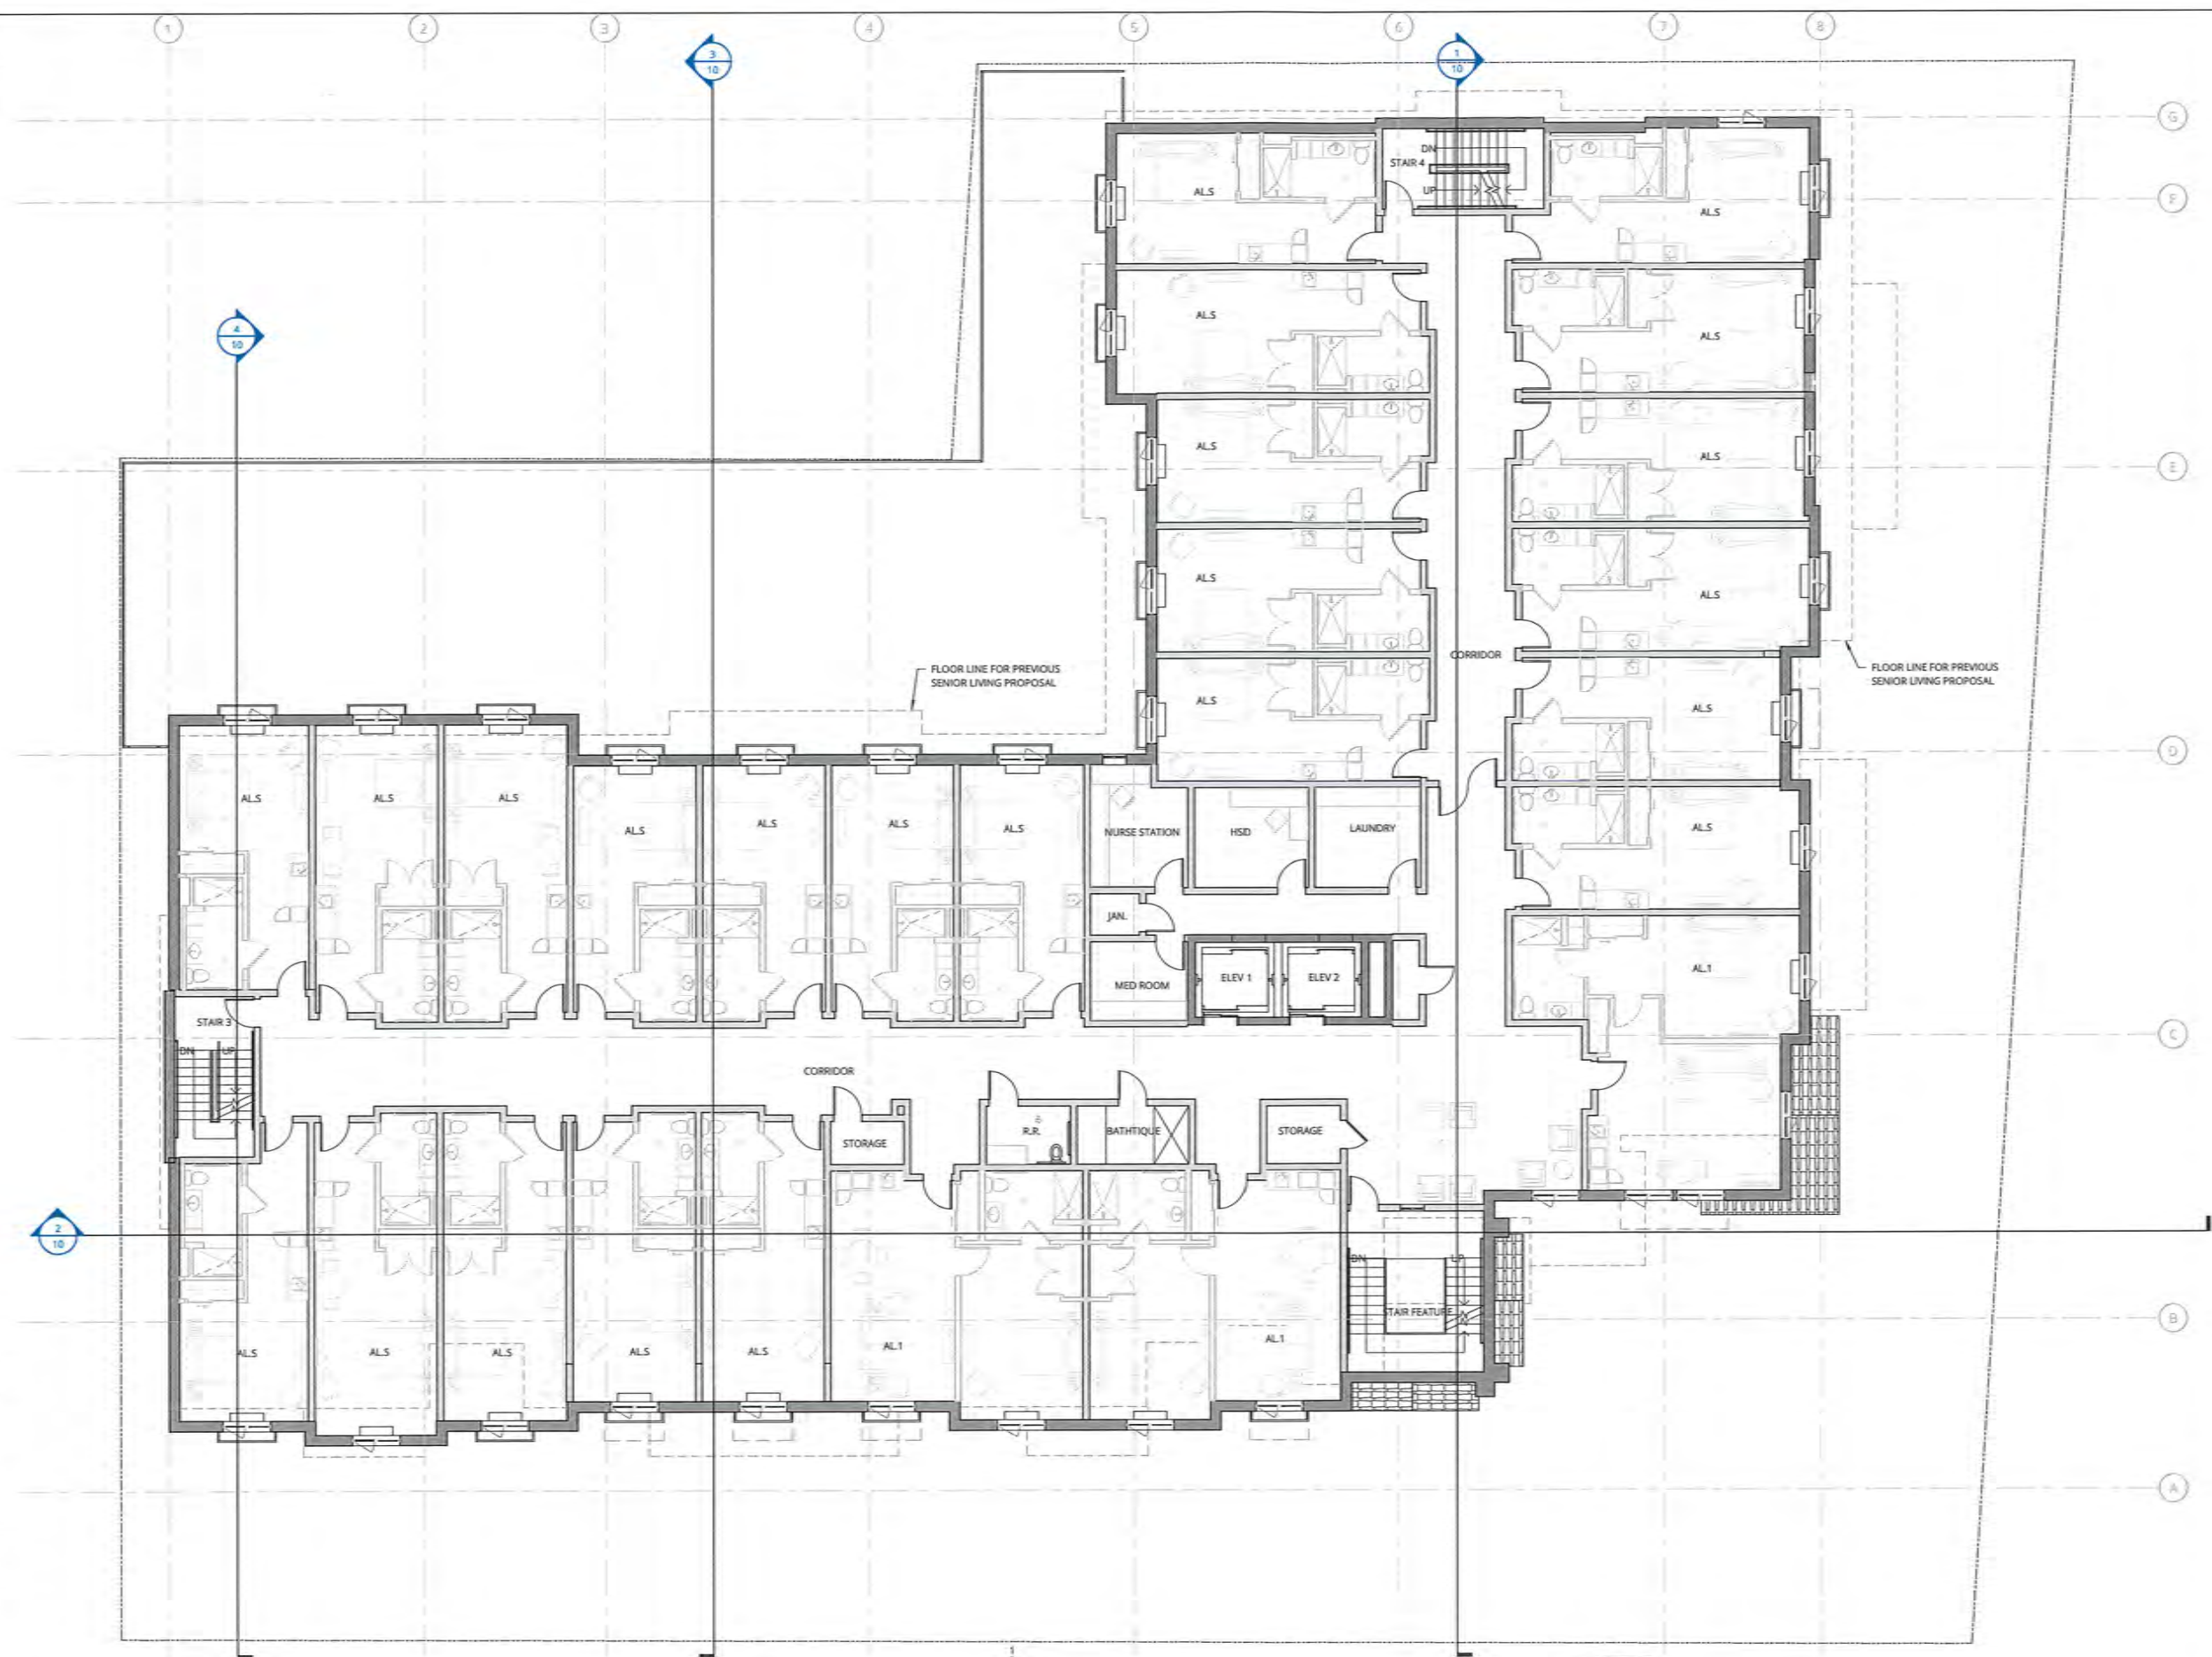 1
2
3
4
5
6
7
8
3
10
1
10
G
DN
STAIR 4
UP
AL.S
AL.S
F
AL.S
AL.S
4
10
AL.S
AL.S
E
AL.S
AL.S
CORRIDOR
FLOOR LINE FOR PREVIOUS
SENIOR LIVING PROPOSAL
FLOOR LINE FOR PREVIOUS
SENIOR LIVING PROPOSAL
AL.S
AL.S
D
AL.S
AL.S
AL.S
AL.S
AL.S
AL.S
AL.S
NURSE STATION
HSD
LAUNDRY
AL.S
JAN.
MED ROOM
ELEV 1
ELEV 2
AL.1
STAIR 3
DN
UP
C
CORRIDOR
STORAGE
R.R.
BATHTIQUE
STORAGE
2
10
DN
UP
STAIR FEATURE
B
AL.S
AL.S
AL.S
AL.S
AL.S
AL.1
AL.1
A